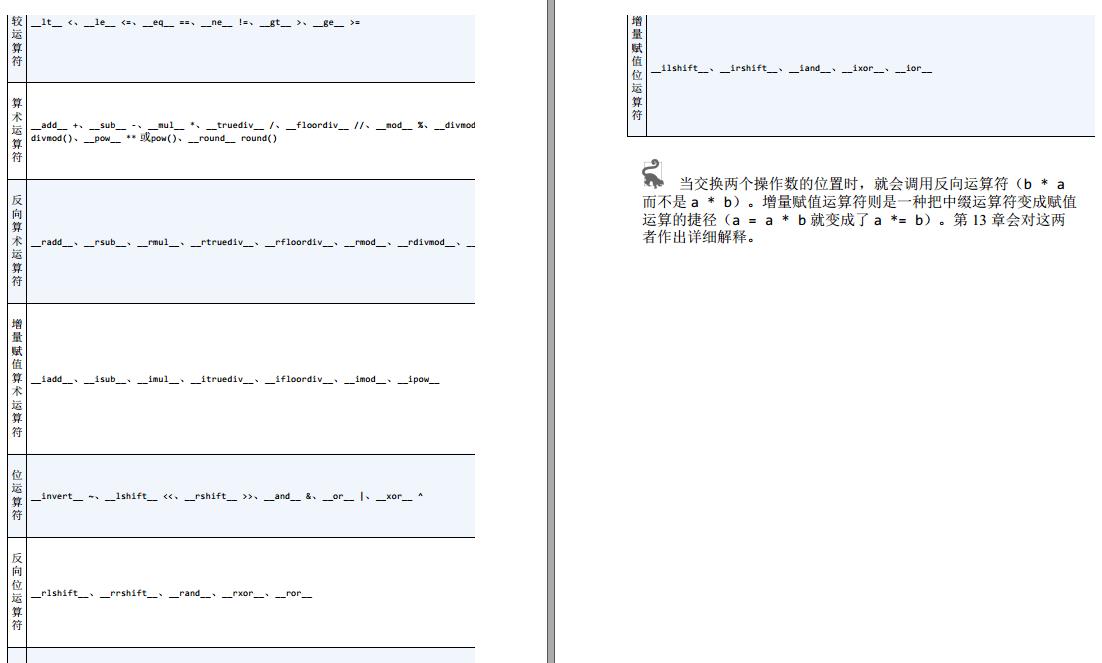 较
运
算
符
__lt__ <、__le__ <=、__eq__ ==、__ne__ !=、__gt__ >、__ge__ >=
算
术
运
算
符
__add__ +、__sub__ -、__mul__ *、__truediv__ /、__floordiv__ //、__mod__ %、__divmod
divmod()、__pow__ ** 或pow()、__round__ round()
反
向
算
术
运
算
符
__radd__、__rsub__、__rmul__、__rtruediv__、__rfloordiv__、__rmod__、__rdivmod__、__
增
量
赋
值
算
术
运
算
符
__iadd__、__isub__、__imul__、__itruediv__、__ifloordiv__、__imod__、__ipow__
位
运
算
符
__invert__ ~、__lshift__ <<、__rshift__ >>、__and__ &、__or__ |、__xor__ ^
反
向
位
运
算
符
__rlshift__、__rrshift__、__rand__、__rxor__、__ror__
增
量
赋
值
位
运
算
符
__ilshift__、__irshift__、__iand__、__ixor__、__ior__
当交换两个操作数的位置时，就会调用反向运算符（b * a
而不是 a * b）。增量赋值运算符则是一种把中缀运算符变成赋值
运算的捷径（a = a * b 就变成了 a *= b）。第 13 章会对这两
者作出详细解释。